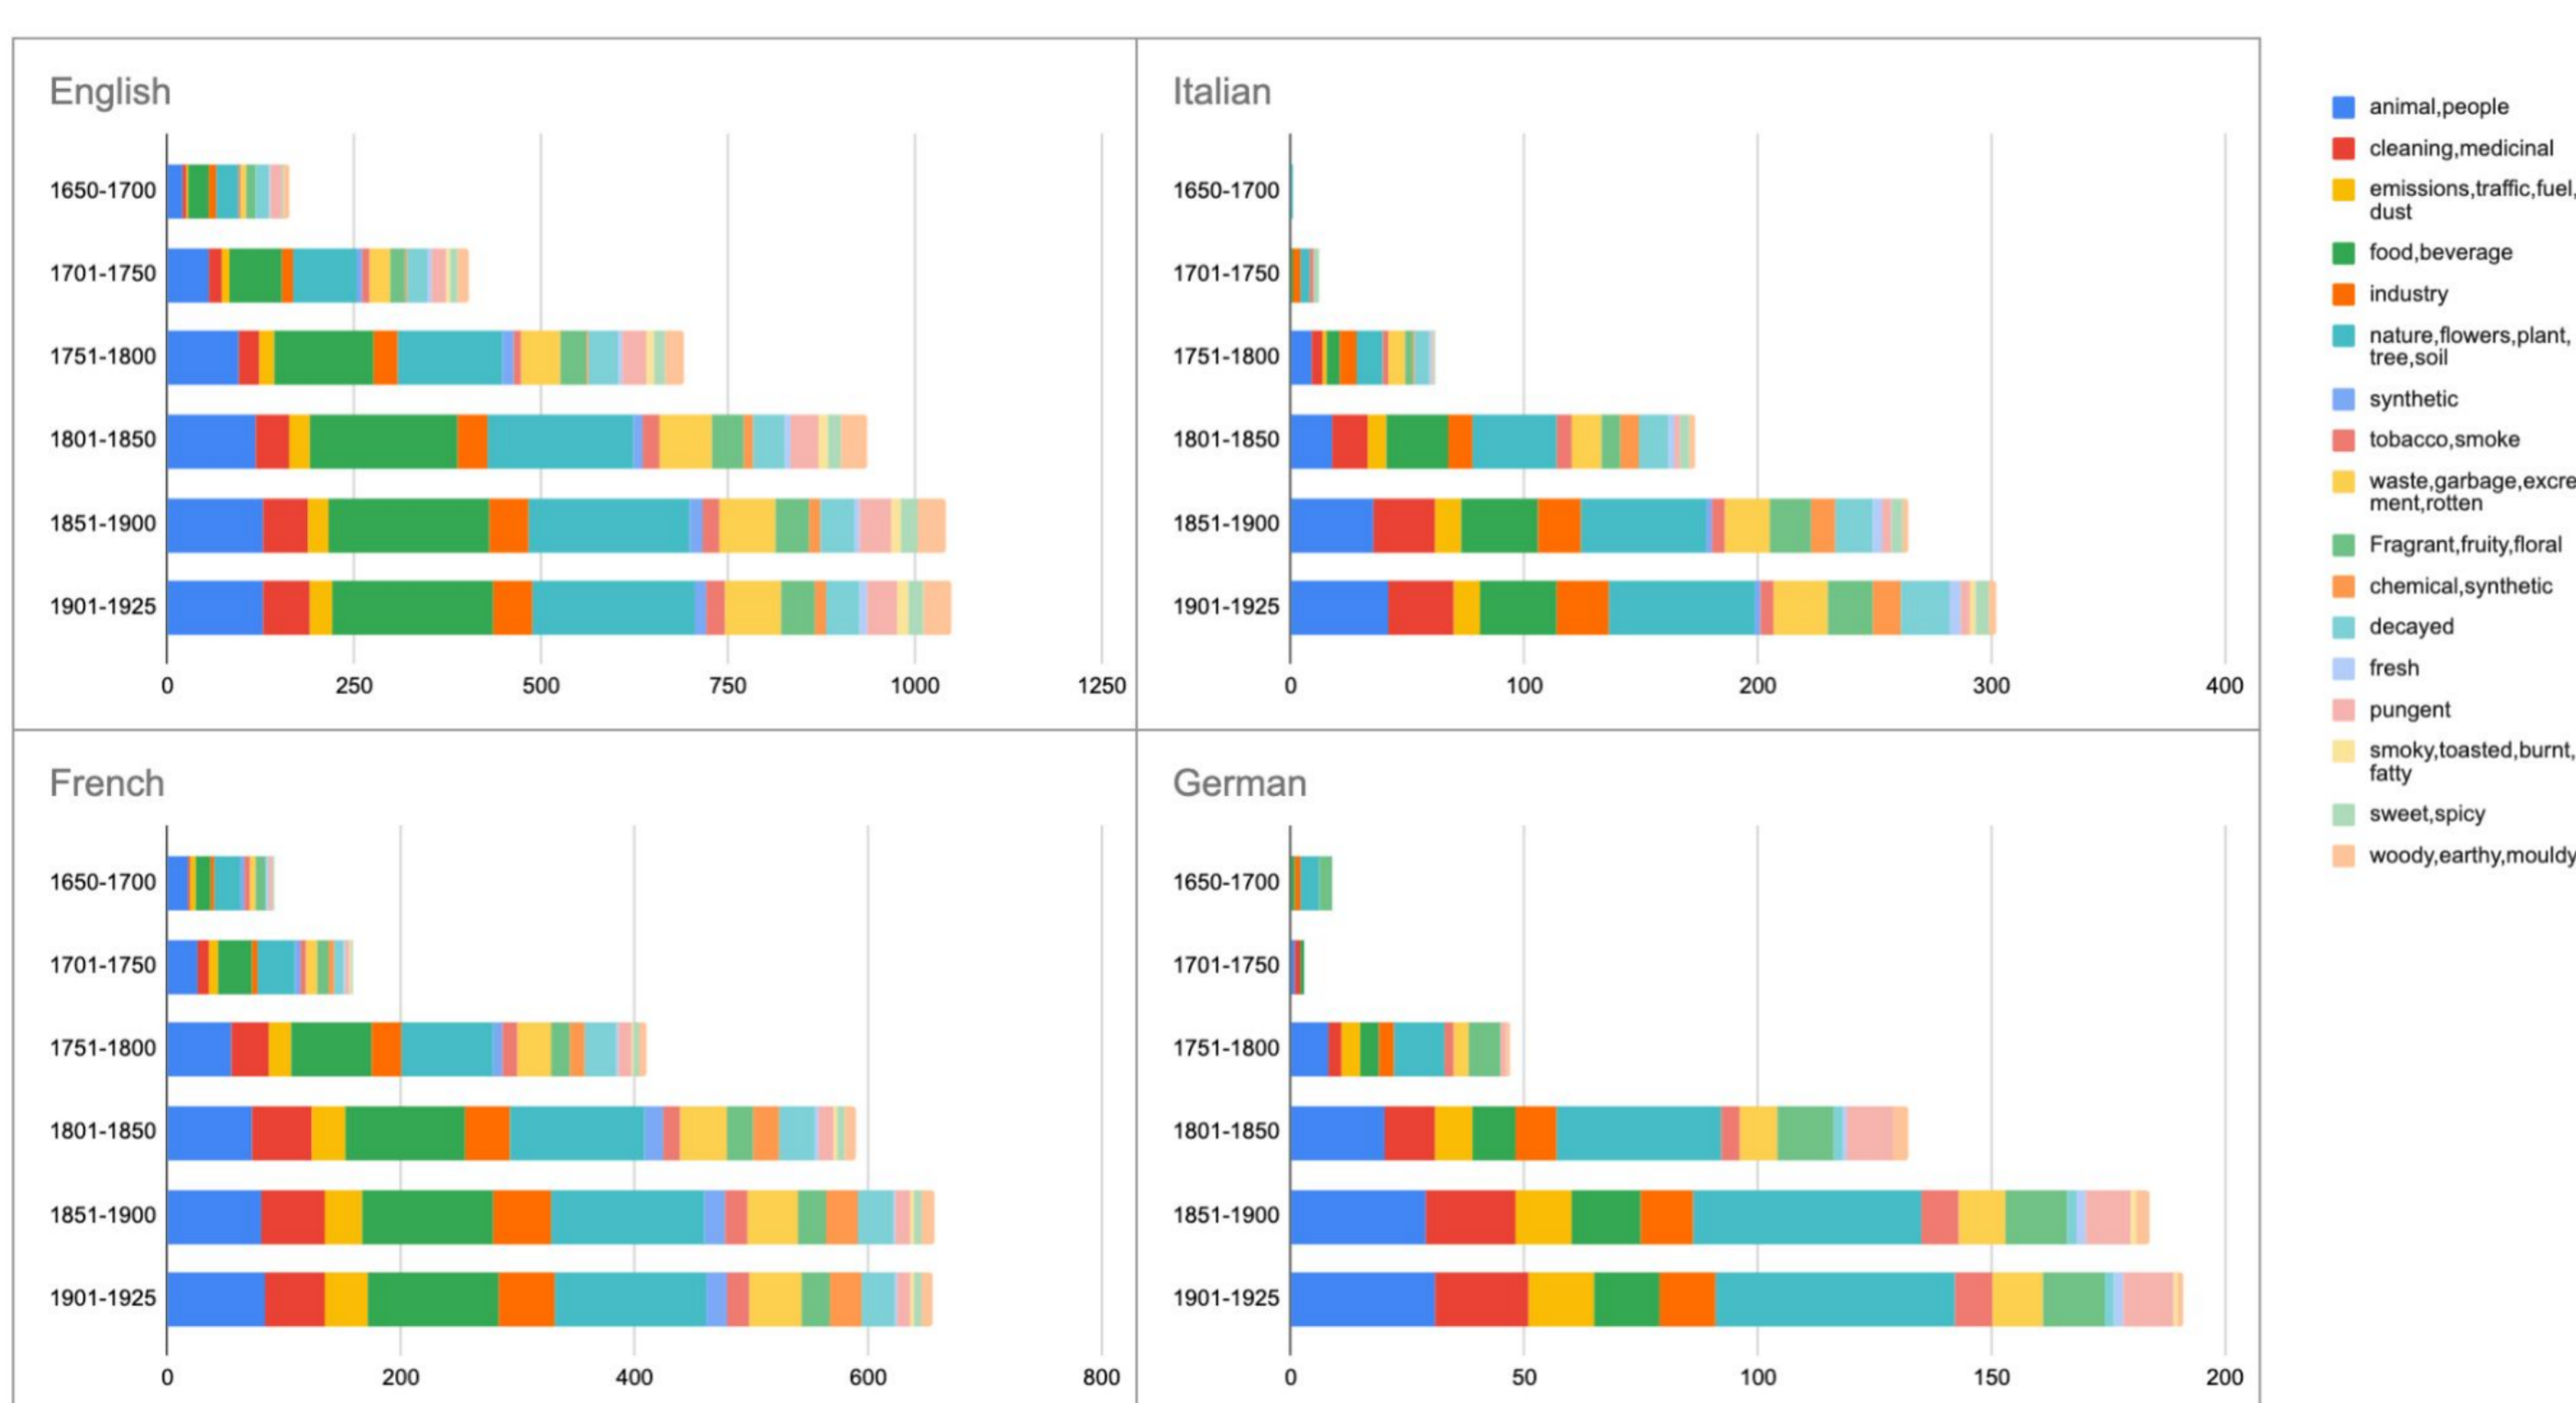 English
1650-1700
1701-1750
1751-1800
1801-1850
1851-1900
1901-1925
0 250 500 750 1000 1250
Italian
1650-1700
1701-1750
1751-1800
1801-1850
1851-1900
1901-1925
0 100 200 300 400
French
1650-1700
1701-1750
1751-1800
1801-1850
1851-1900
1901-1925
0 200 400 600 800
German
1650-1700
1701-1750
1751-1800
1801-1850
1851-1900
1901-1925
0 50 100 150 200
animal,people
cleaning,medicinal
emissions,traffic,fuel,
dust
food,beverage
industry
nature,flowers,plant,
tree,soil
synthetic
tobacco,smoke
waste,garbage,excre
ment,rotten
Fragrant,fruity,floral
chemical,synthetic
decayed
fresh
pungent
smoky,toasted,burnt,
fatty
sweet,spicy
woody,earthy,mouldy